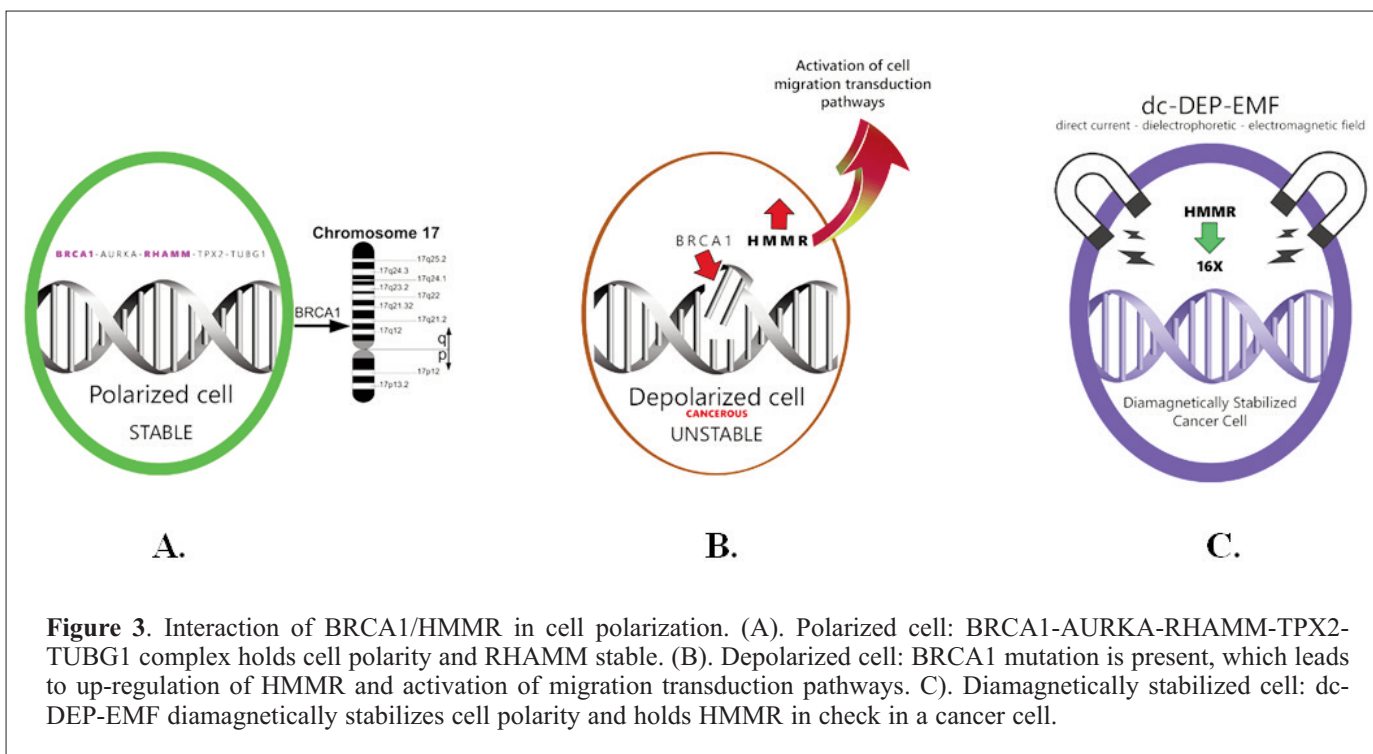 BRCA1-AURKA-RHAMM-TPX2-TUBG1
BRCA1
Polarized cell
STABLE
Chromosome 17
17q25.2
17q24.3
17q24.1
17q23.2
17q22
17q21.32
17q21.2
17q12
q
p
17p12
17p13.2
A.
Activation of cell
migration transduction
pathways
BRCA1
HMMR
Depolarized cell
CANCEROUS
UNSTABLE
B.
dc-DEP-EMF
direct current - dielectrophoretic - electromagnetic field
HMMR
16X
Diamagnetically Stabilized
Cancer Cell
C.
Figure 3. Interaction of BRCA1/HMMR in cell polarization. (A). Polarized cell: BRCA1-AURKA-RHAMM-TPX2-
TUBG1 complex holds cell polarity and RHAMM stable. (B). Depolarized cell: BRCA1 mutation is present, which leads
to up-regulation of HMMR and activation of migration transduction pathways. C). Diamagnetically stabilized cell: dc-
DEP-EMF diamagnetically stabilizes cell polarity and holds HMMR in check in a cancer cell.